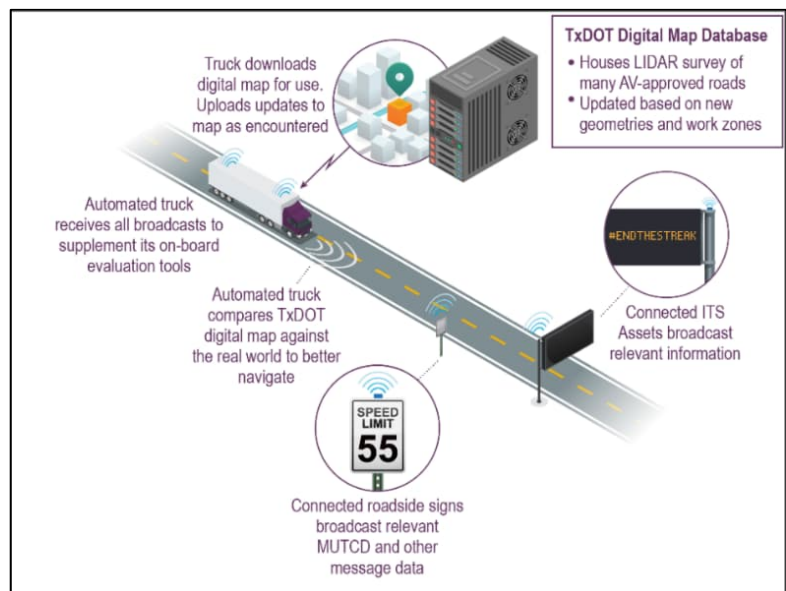 Truck downloads
digital map for use.
Uploads updates to
map as encountered
TxDOT Digital Map Database
• Houses LIDAR survey of
many AV-approved roads
• Updated based on new
geometries and work zones
Automated truck
receives all broadcasts to
supplement its on-board
evaluation tools
#ENDTHESTREAK
Automated truck
compares TxDOT
digital map against
the real world to better
navigate
Connected ITS
Assets broadcast
relevant information
SPEED
LIMIT
55
Connected roadside signs
broadcast relevant
MUTCD and other
message data